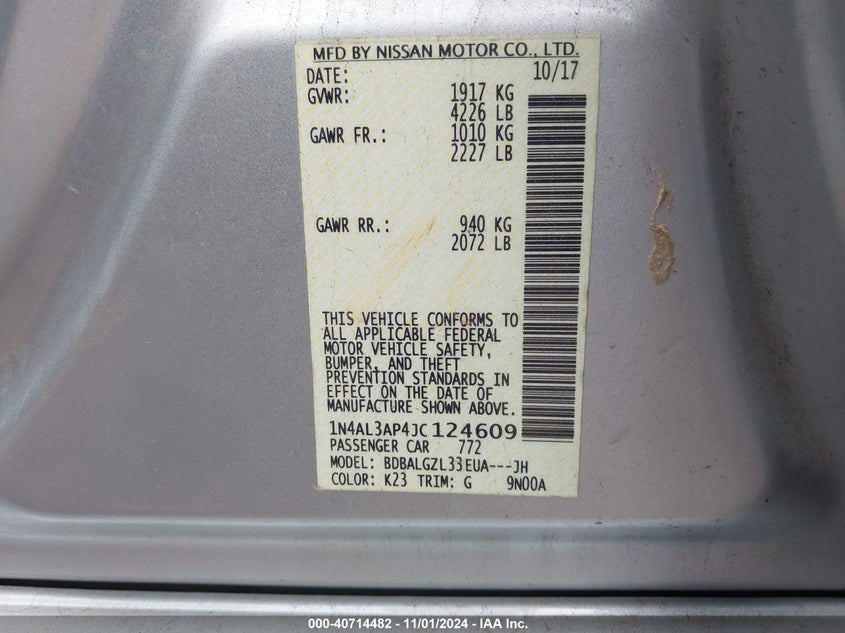 MFD BY NISSAN MOTOR CO., LTD.
DATE: 10/17
GVWR: 1917 KG
4226 LB
GAWR FR.: 1010 KG
2227 LB
GAWR RR.: 940 KG
2072 LB
THIS VEHICLE CONFORMS TO
ALL APPLICABLE FEDERAL
MOTOR VEHICLE SAFETY,
BUMPER, AND THEFT
PREVENTION STANDARDS IN
EFFECT ON THE DATE OF
MANUFACTURE SHOWN ABOVE.
1N4AL3AP4JC124609
PASSENGER CAR 772
MODEL: BDBALGZL33EUA---JH
COLOR: K23 TRIM: G 9N00A
000-40714482 - 11/01/2024 - IAA Inc.